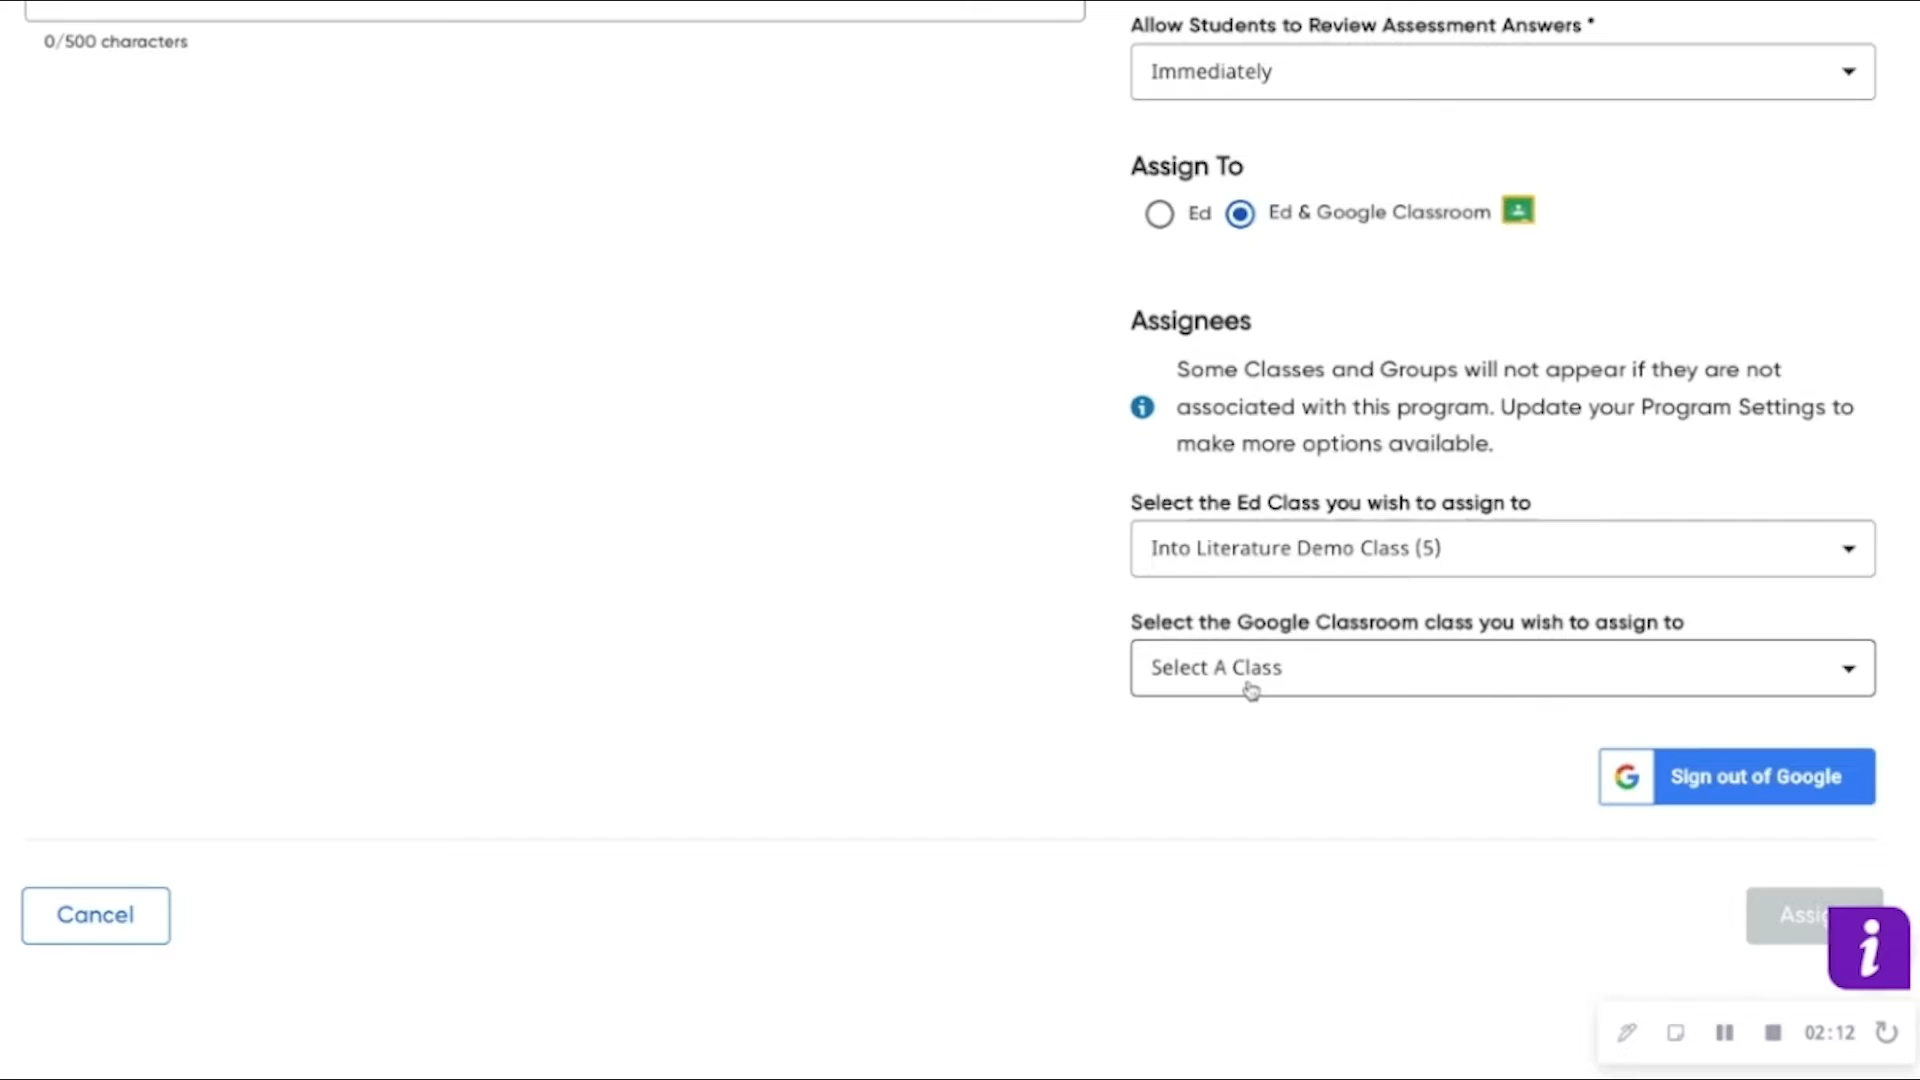 0/500 characters
Allow Students to Review Assessment Answers *
Immediately
Assign To
Ed
Ed & Google Classroom
Assignees
Some Classes and Groups will not appear if they are not
associated with this program. Update your Program Settings to
make more options available.
Select the Ed Class you wish to assign to
Into Literature Demo Class (5)
Select the Google Classroom class you wish to assign to
Select A Class
G Sign out of Google
Cancel
i
02:12